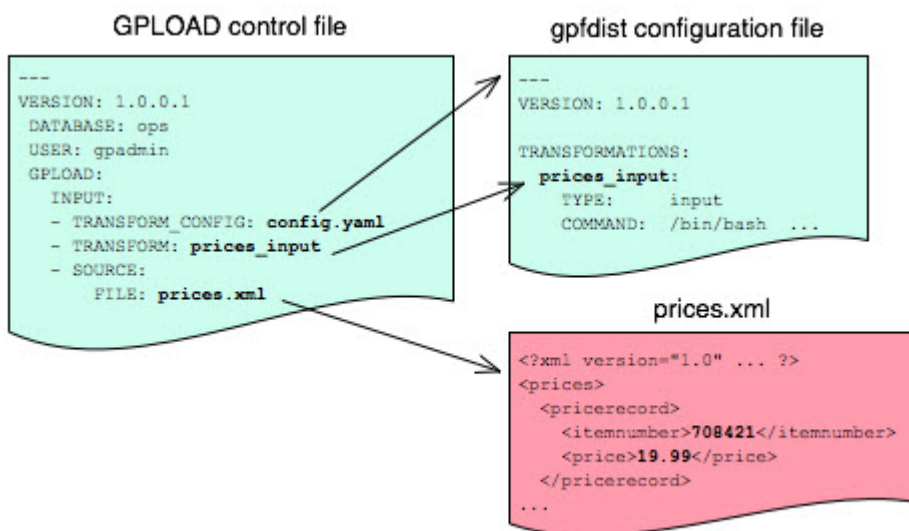 GPLOAD control file
---
VERSION: 1.0.0.1
DATABASE: ops
USER: gpadmin
GPLOAD:
INPUT:
- TRANSFORM_CONFIG: config.yaml
- TRANSFORM: prices_input
- SOURCE:
FILE: prices.xml
gpfdist configuration file
---
VERSION: 1.0.0.1
TRANSFORMATIONS:
prices_input:
TYPE: input
COMMAND: /bin/bash ...
prices.xml
<?xml version="1.0" ... ?>
<prices>
<pricerecord>
<itemnumber>708421</itemnumber>
<price>19.99</price>
</pricerecord>
...